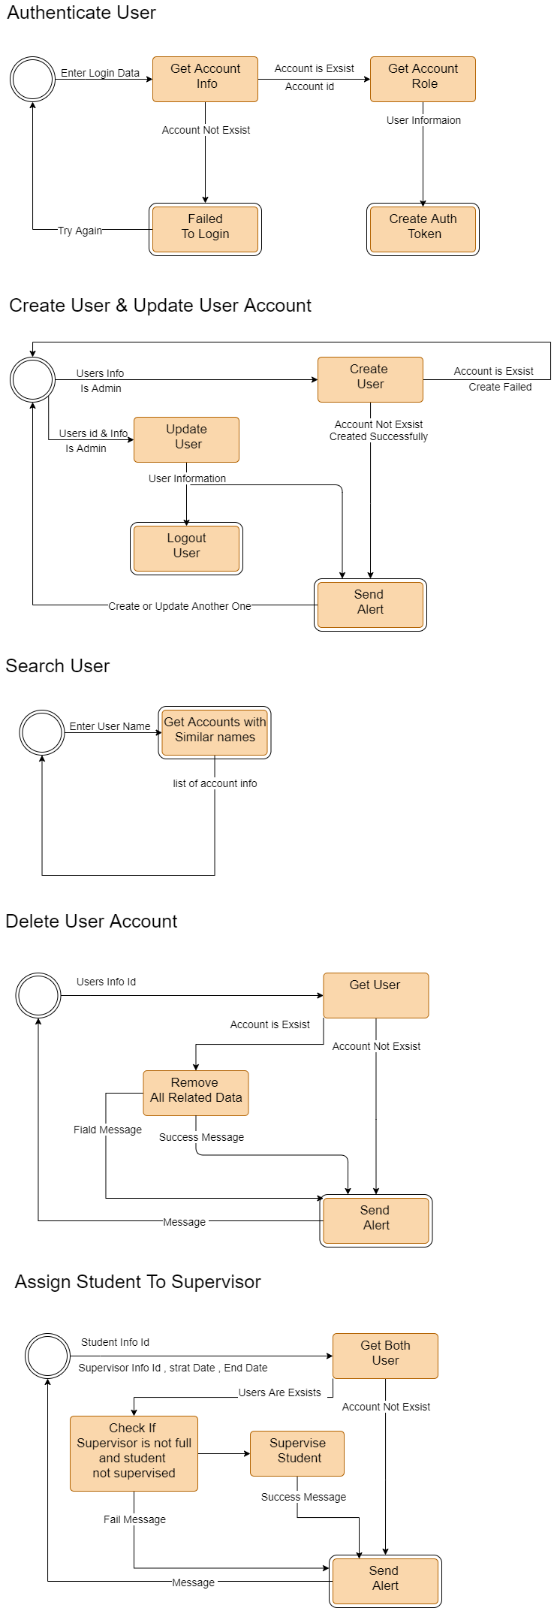 Authenticate User
Enter Login Data
Get Account
Info
Account is Exsist
Account id
Get Account
Role
Account Not Exsist
User Informaion
Failed
To Login
Try Again
Create Auth
Token
Create User & Update User Account
Users Info
Is Admin
Create
User
Account is Exsist
Create Failed
Users id & Info
Is Admin
Update
User
Account Not Exsist
Created Successfully
User Information
Logout
User
Send
Alert
Create or Update Another One
Search User
Enter User Name
Get Accounts with
Similar names
list of account info
Delete User Account
Users Info Id
Get User
Account is Exsist
Account Not Exsist
Remove
All Related Data
Fiald Message
Success Message
Send
Alert
Message
Assign Student To Supervisor
Student Info Id
Supervisor Info Id , strat Date , End Date
Get Both
User
Users Are Exsists
Account Not Exsist
Check If
Supervisor is not full
and student
not supervised
Supervise
Student
Success Message
Fail Message
Send
Alert
Message